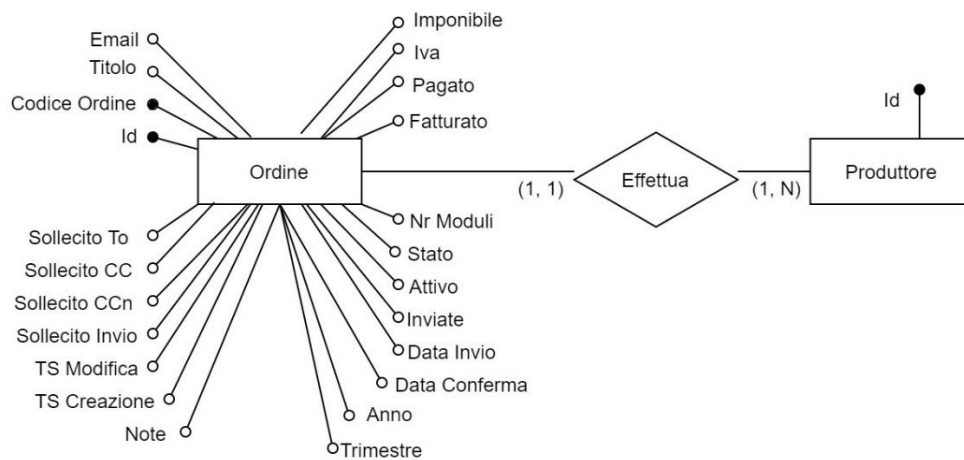 Email
Titolo
Codice Ordine
Id
Imponibile
Iva
Pagato
Fatturato
Ordine
(1, 1)
Effettua
(1, N)
Id
Produttore
Sollecito To
Sollecito CC
Sollecito CCn
Sollecito Invio
TS Modifica
TS Creazione
Note
Nr Moduli
Stato
Attivo
Inviate
Data Invio
Data Conferma
Anno
Trimestre